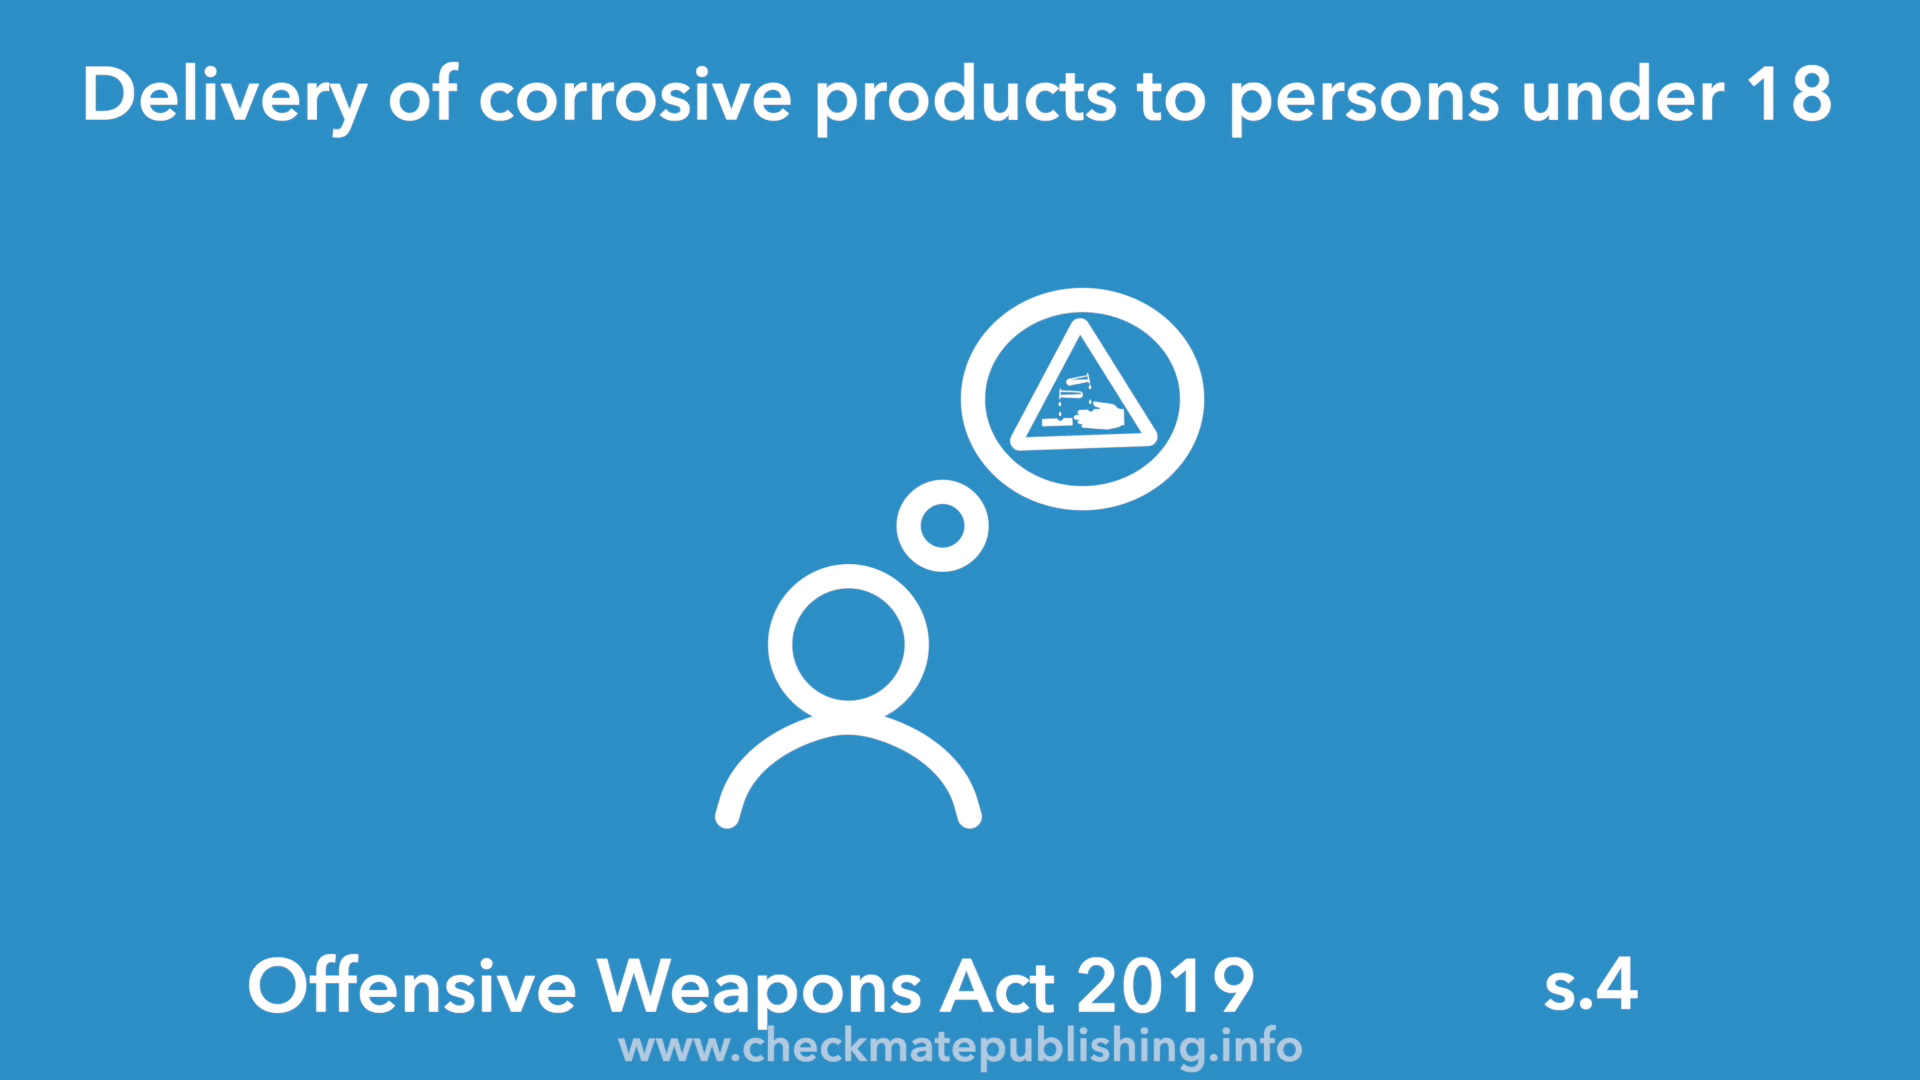 Delivery of corrosive products to persons under 18
Offensive Weapons Act 2019 s.4
www.checkmatepublishing.info